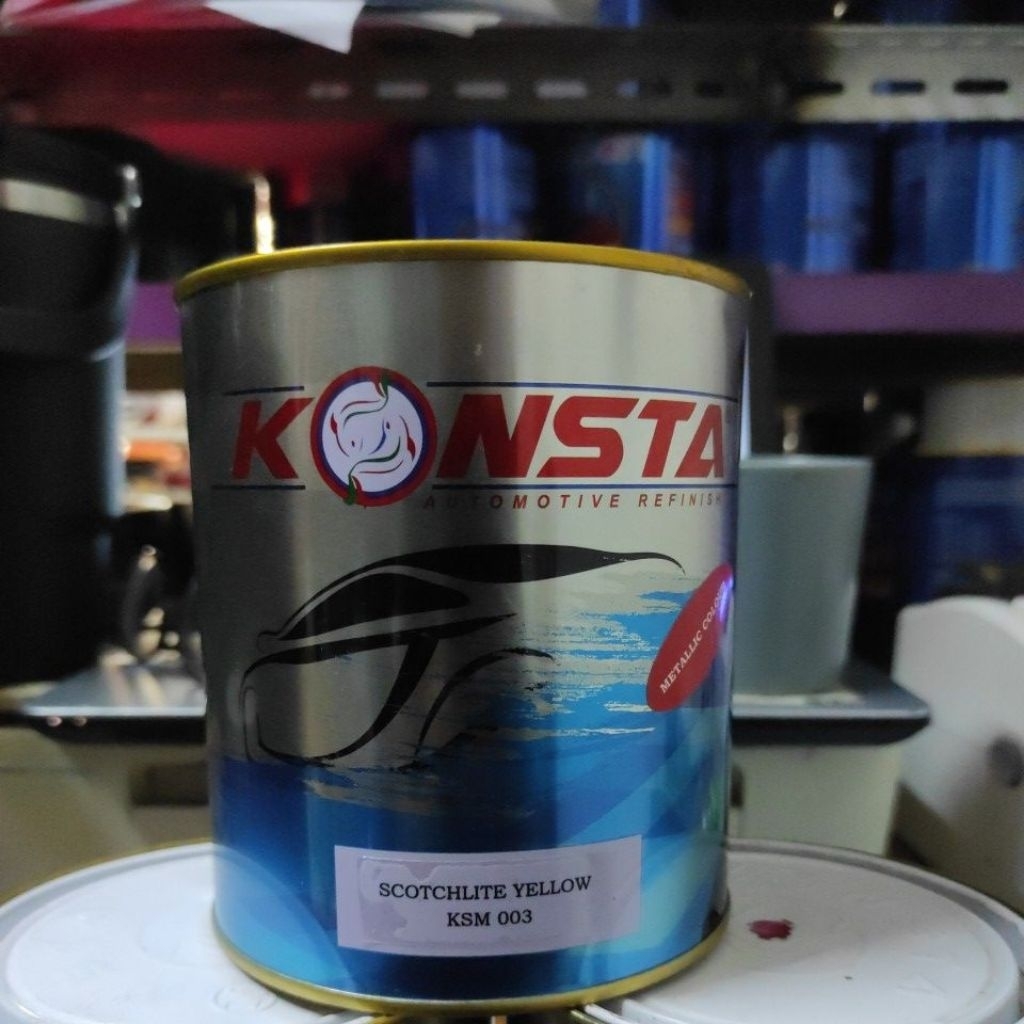 KONSTA
AUTOMOTIVE REFINISH
METALLIC COLOR
SCOTCHLITE YELLOW
KSM 003